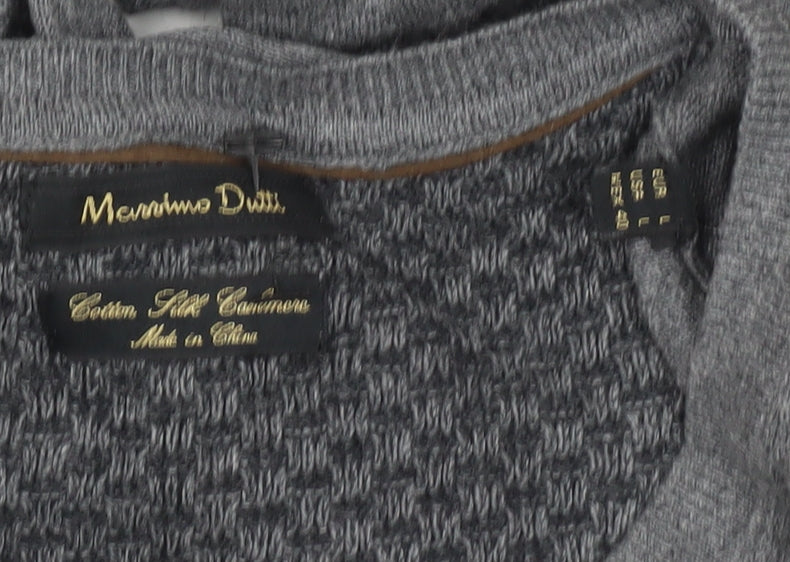 Massimo Dutti
Cotton Silk Cashmere
Made in China